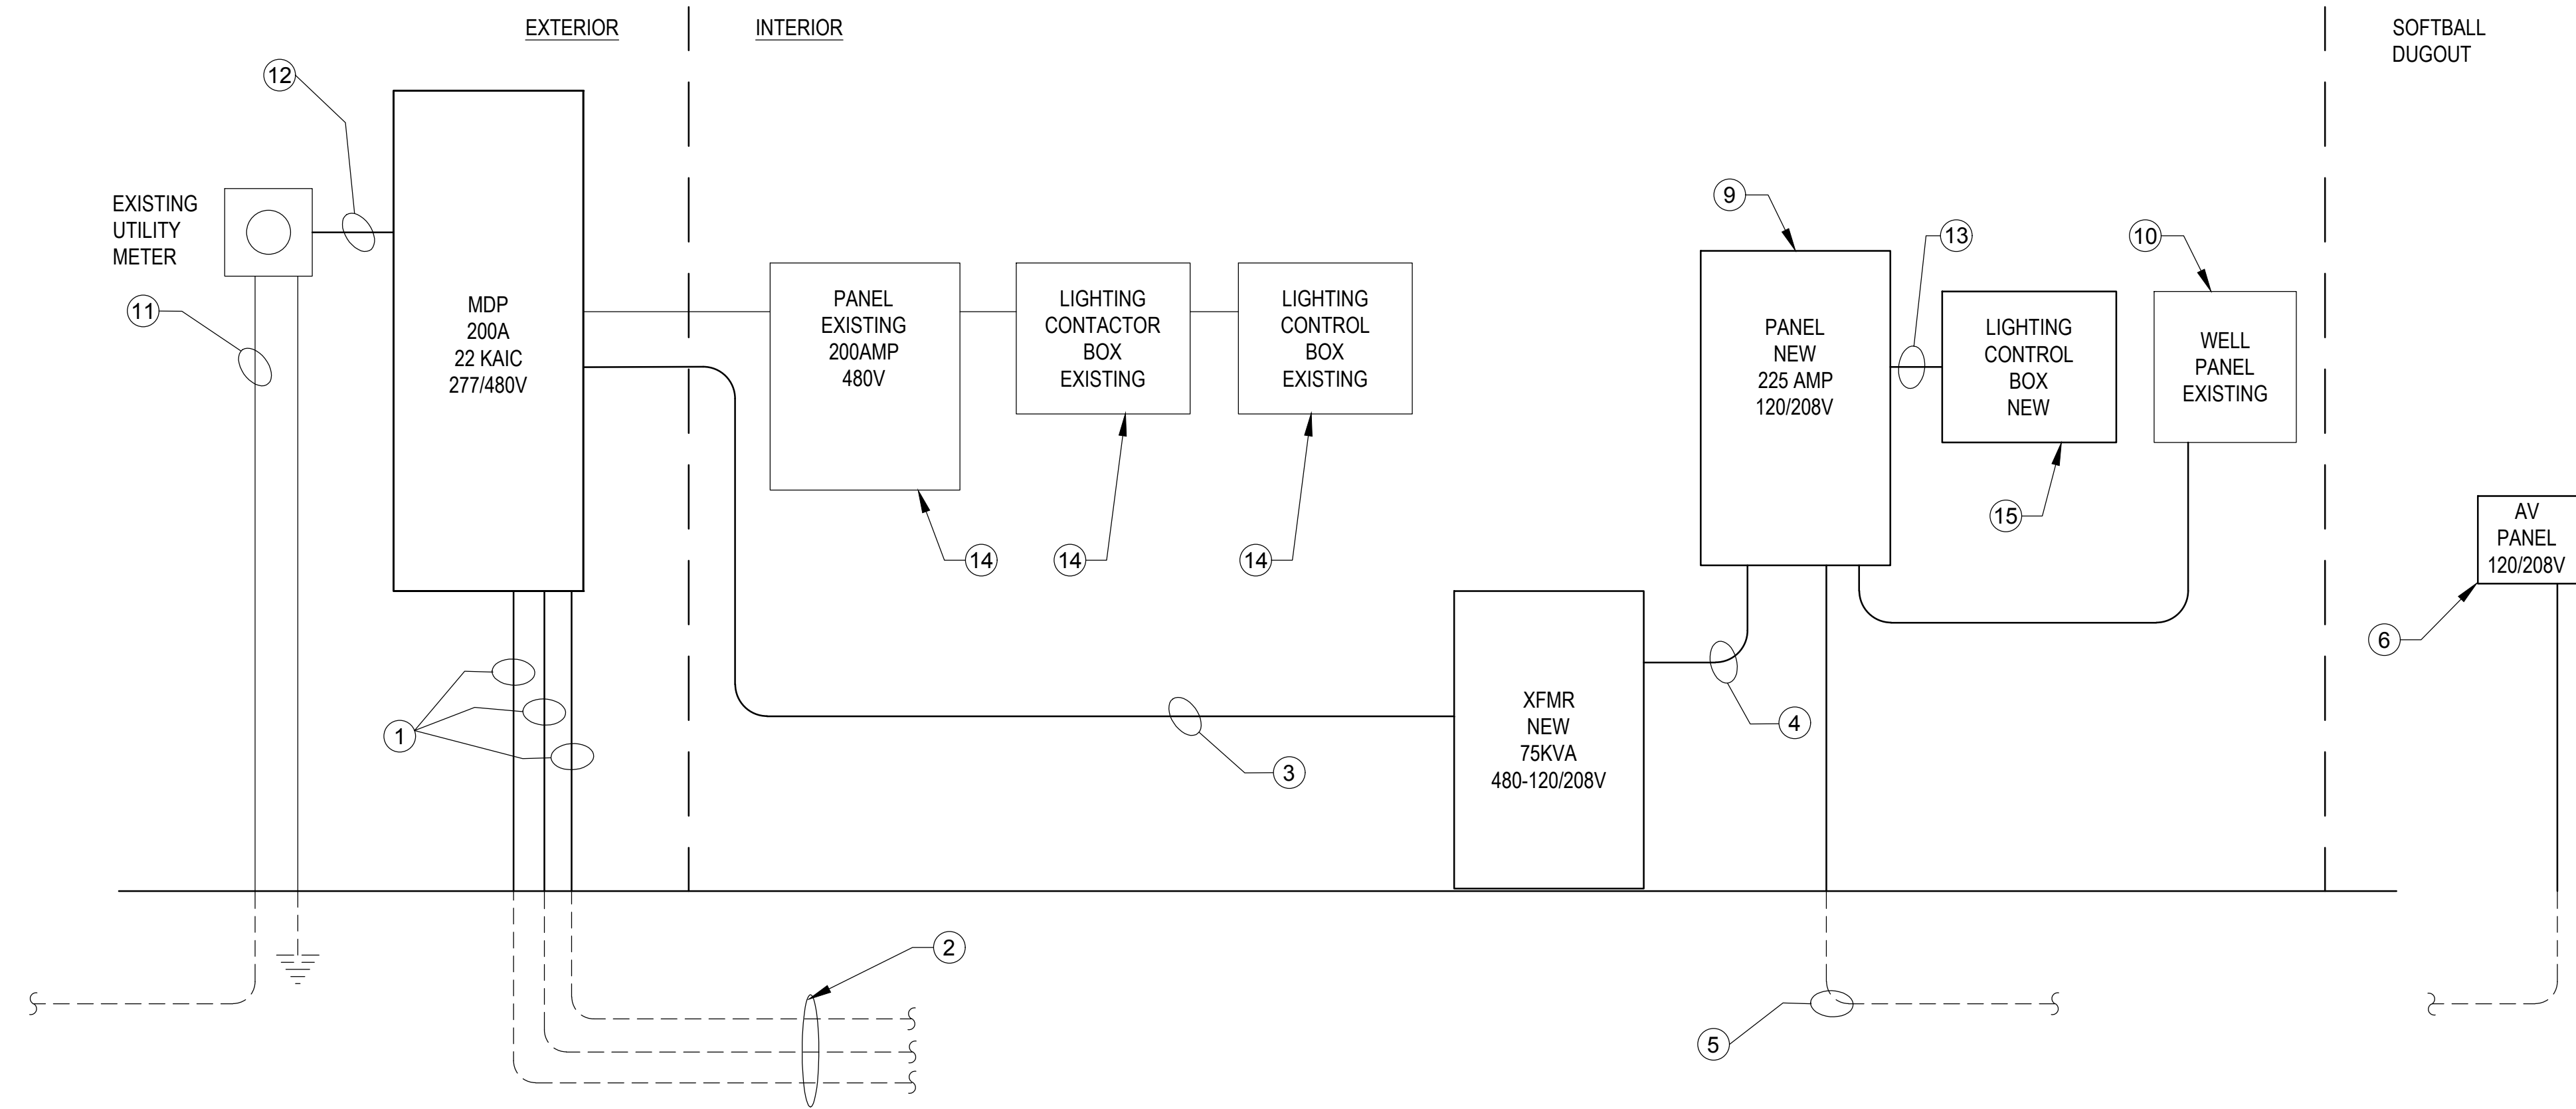 EXTERIOR
INTERIOR
SOFTBALL
DUGOUT
12
EXISTING
UTILITY
METER
11
MDP
200A
22 KAIC
277/480V
PANEL
EXISTING
200AMP
480V
LIGHTING
CONTACTOR
BOX
EXISTING
LIGHTING
CONTROL
BOX
EXISTING
14
14
14
9
13
10
PANEL
NEW
225 AMP
120/208V
LIGHTING
CONTROL
BOX
NEW
WELL
PANEL
EXISTING
15
AV
PANEL
120/208V
6
1
XFMR
NEW
75KVA
480-120/208V
4
3
2
5